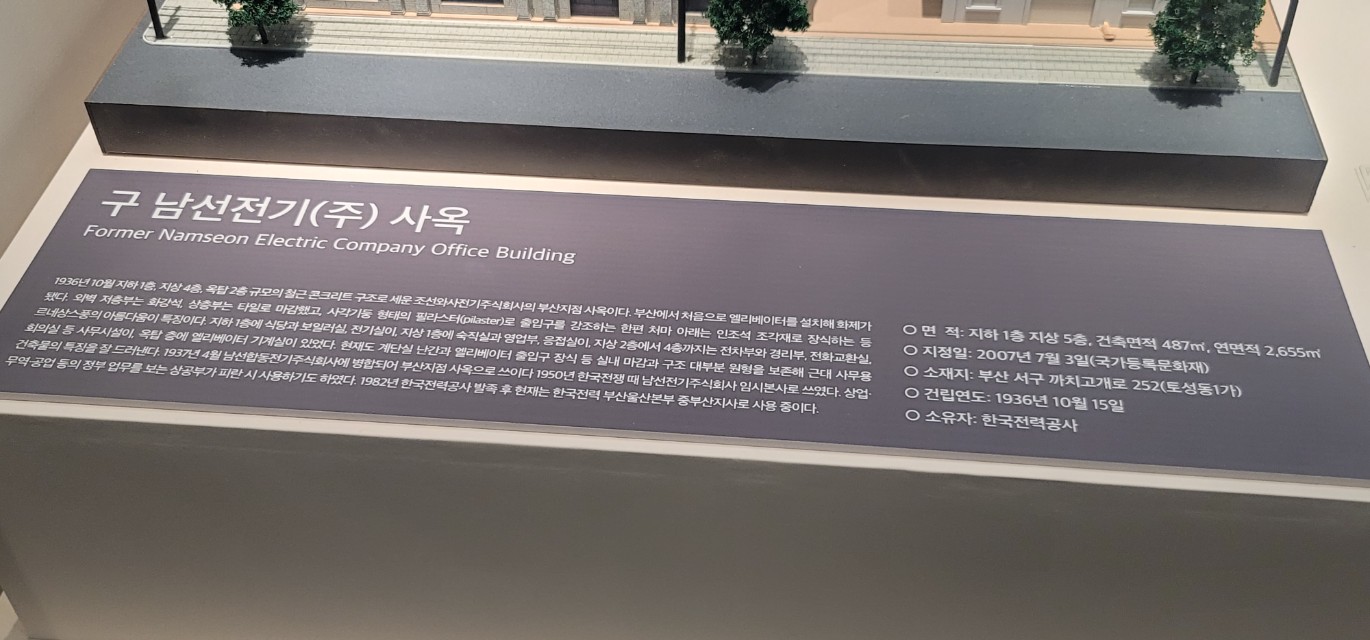 구 남선전기(주) 사옥
Former Namseon Electric Company Office Building
1936년 10월 지하 1층, 지상 4층, 옥탑 2층 규모의 철근 콘크리트 구조로 세운 조선와사전기주식회사의 부산지점 사옥이다. 부산에서 처음으로 엘리베이터를 설치해 화제가
됐다. 외벽 저층부는 화강석, 상층부는 타일로 마감했고, 사각기둥 형태의 필라스터(pilaster)로 출입구를 강조하는 한편 처마 아래는 인조석 조각재로 장식하는 등
르네상스풍의 아름다움이 특징이다. 지하 1층에 식당과 보일러실, 전기실이, 지상 1층에 숙직실과 영업부, 응접실이, 지상 2층에서 4층까지는 전차부와 경리부, 전화교환실,
회의실 등 사무시설이, 옥탑 층에 엘리베이터 기계실이 있었다. 현재도 계단실 난간과 엘리베이터 출입구 장식 등 실내 마감과 구조 대부분 원형을 보존해 근대 사무용
건축물의 특징을 잘 드러낸다. 1937년 4월 남선합동전기주식회사에 병합되어 부산지점 사옥으로 쓰이다 1950년 한국전쟁 때 남선전기주식회사 임시본사로 쓰였다. 상업·
무역·공업 등의 정부 업무를 보는 상공부가 피란 시 사용하기도 하였다. 1982년 한국전력공사 발족 후 현재는 한국전력 부산울산본부 중부산지사로 사용 중이다.
○ 면 적: 지하 1층 지상 5층, 건축면적 487㎡, 연면적 2,655㎡
○ 지정일: 2007년 7월 3일(국가등록문화재)
○ 소재지: 부산 서구 까치고개로 252(토성동1가)
○ 건립연도: 1936년 10월 15일
○ 소유자: 한국전력공사